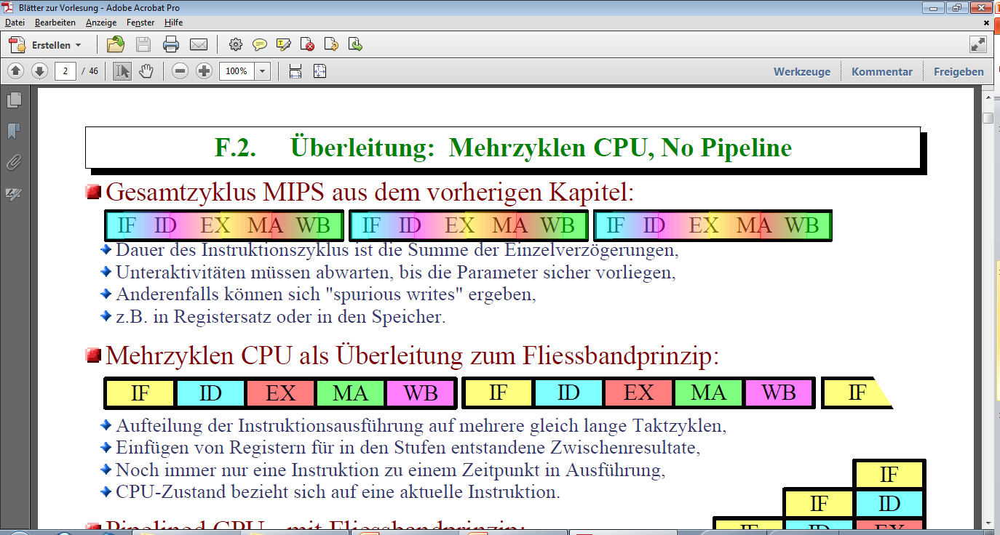 Blätter zur Vorlesung - Adobe Acrobat Pro
Datei Bearbeiten Anzeige Fenster Hilfe
Erstellen
2 / 46 100% Werkzeuge Kommentar Freigeben
F.2. Überleitung: Mehrzyklen CPU, No Pipeline
Gesamtzyklus MIPS aus dem vorherigen Kapitel:
IF ID EX MA WB IF ID EX MA WB IF ID EX MA WB
Dauer des Instruktionszyklus ist die Summe der Einzelverzögerungen,
Unteraktivitäten müssen abwarten, bis die Parameter sicher vorliegen,
Anderenfalls können sich "spurious writes" ergeben,
z.B. in Registersatz oder in den Speicher.
Mehrzyklen CPU als Überleitung zum Fliessbandprinzip:
IF ID EX MA WB IF ID EX MA WB IF
Aufteilung der Instruktionsausführung auf mehrere gleich lange Taktzyklen,
Einfügen von Registern für in den Stufen entstandene Zwischenresultate,
Noch immer nur eine Instruktion zu einem Zeitpunkt in Ausführung,
CPU-Zustand bezieht sich auf eine aktuelle Instruktion.
IF
IF ID
Pipelined CPU - mit Fliessbandprinzip:
IF ID EX